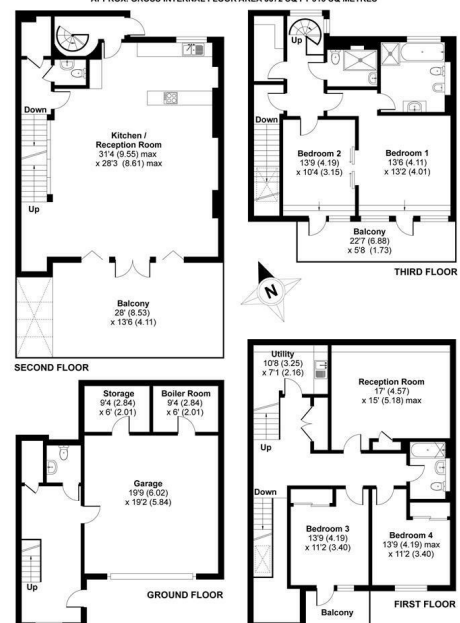 APPROX. GROSS INTERNAL FLOOR AREA
Up
Down
Kitchen /
Reception Room
31'4 (9.55) max
x 28'3 (8.61) max
Up
Balcony
28' (8.53)
x 13'6 (4.11)
SECOND FLOOR
Up
Down
Bedroom 2
13'9 (4.19)
x 10'4 (3.15)
Bedroom 1
13'6 (4.11)
x 13'2 (4.01)
Balcony
22'7 (6.88)
x 5'8 (1.73)
THIRD FLOOR
N
Storage
9'4 (2.84)
x 6' (2.01)
Boiler Room
9'4 (2.84)
x 6' (2.01)
Garage
19'9 (6.02)
x 19'2 (5.84)
Up
GROUND FLOOR
Utility
10'8 (3.25)
x 7'1 (2.16)
Reception Room
17' (4.57)
x 15' (5.18) max
Up
Down
Bedroom 3
13'9 (4.19)
x 11'2 (3.40)
Bedroom 4
13'9 (4.19) max
x 11'2 (3.40)
Balcony
FIRST FLOOR